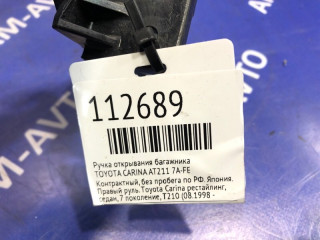 112689
Ручка открывания багажника
TOYOTA CARINA AT211 7A-FE
Контрактный, без пробега по РФ. Япония.
Правый руль. Toyota Carina рестайлинг,
седан, 7 поколение, T210 (08.1998 -